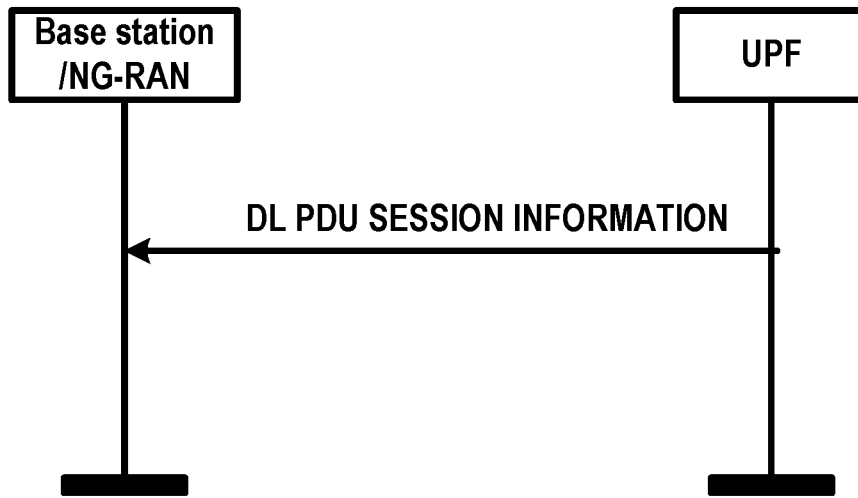 Base station
/NG-RAN
UPF
DL PDU SESSION INFORMATION